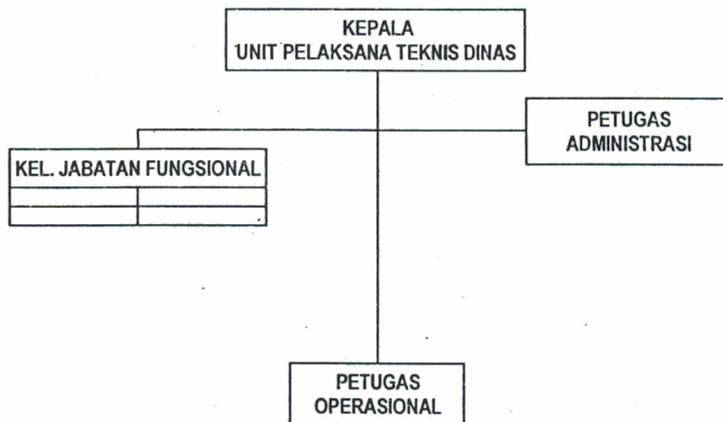 KEPALA
UNIT PELAKSANA TEKNIS DINAS
PETUGAS
ADMINISTRASI
KEL. JABATAN FUNGSIONAL
PETUGAS
OPERASIONAL